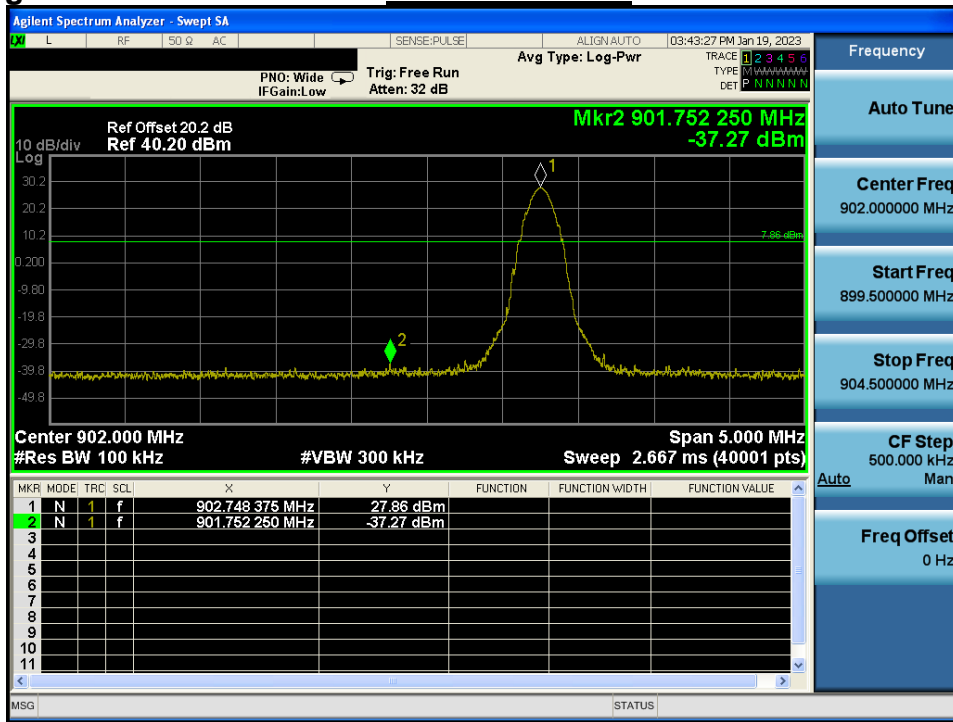 Agilent Spectrum Analyzer - Swept SA
LXI L RF 50 Ω AC SENSE:PULSE ALIGN AUTO 03:43:27 PM Jan 19, 2023
Frequency
Avg Type: Log-Pwr
TRACE 1 2 3 4 5 6
TYPE M WWWWW
DET P N N N N N
PNO: Wide Trig: Free Run
IFGain:Low Atten: 32 dB
Auto Tune
Mkr2 901.752 250 MHz
-37.27 dBm
Ref Offset 20.2 dB
10 dB/div Ref 40.20 dBm
Log
1
30.2
20.2
10.2
7.86 dBm
0.200
-9.80
-19.8
-29.8
2
-39.8
-49.8
Center Freq
902.000000 MHz
Start Freq
899.500000 MHz
Stop Freq
904.500000 MHz
Center 902.000 MHz Span 5.000 MHz
#Res BW 100 kHz #VBW 300 kHz Sweep 2.667 ms (40001 pts)
CF Step
500.000 kHz
Auto Man
MKR MODE TRC SCL X Y FUNCTION FUNCTION WIDTH FUNCTION VALUE
1 N 1 f 902.748 375 MHz 27.86 dBm
2 N 1 f 901.752 250 MHz -37.27 dBm
3
4
5
6
7
8
9
10
11
Freq Offset
0 Hz
MSG STATUS